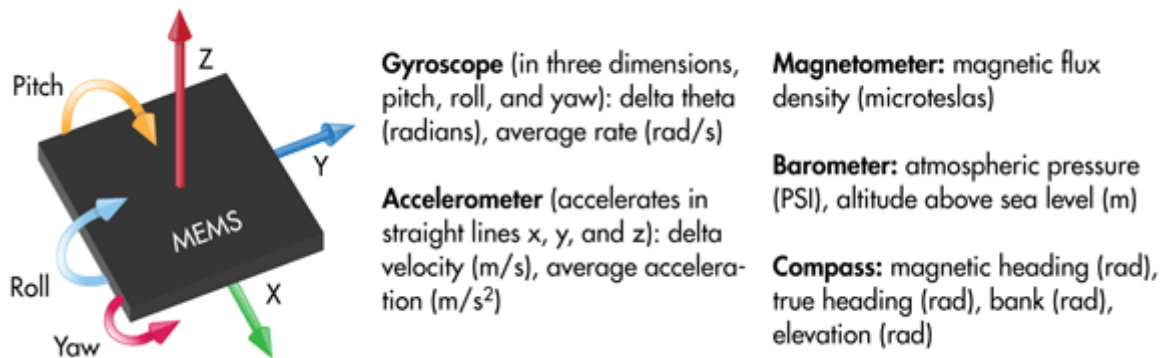 Z
Pitch
Y
MEMS
Roll
X
Yaw
Gyroscope (in three dimensions,
pitch, roll, and yaw): delta theta
(radians), average rate (rad/s)
Accelerometer (accelerates in
straight lines x, y, and z): delta
velocity (m/s), average accelera-
tion (m/s²)
Magnetometer: magnetic flux
density (microteslas)
Barometer: atmospheric pressure
(PSI), altitude above sea level (m)
Compass: magnetic heading (rad),
true heading (rad), bank (rad),
elevation (rad)